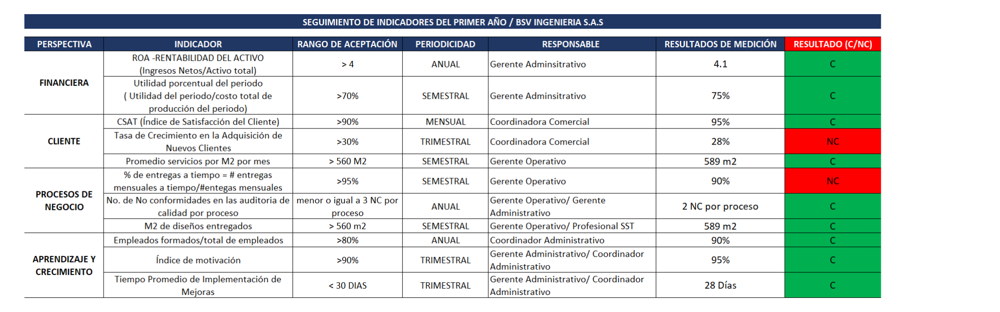 SEGUIMIENTO DE INDICADORES DEL PRIMER AÑO / BSV INGENIERIA S.A.S
PERSPECTIVA INDICADOR RANGO DE ACEPTACIÓN PERIODICIDAD RESPONSABLE RESULTADOS DE MEDICIÓN RESULTADO (C/NC)
FINANCIERA
ROA -RENTABILIDAD DEL ACTIVO
(Ingresos Netos/Activo total)
> 4 ANUAL Gerente Adminsitrativo 4.1 C
Utilidad porcentual del periodo
( Utilidad del periodo/costo total de
producción del periodo)
>70% SEMESTRAL Gerente Adminsitrativo 75% C
CLIENTE
CSAT (Índice de Satisfacción del Cliente) >90% MENSUAL Coordinadora Comercial 95% C
Tasa de Crecimiento en la Adquisición de
Nuevos Clientes
>30% TRIMESTRAL Coordinadora Comercial 28% NC
Promedio servicios por M2 por mes > 560 M2 SEMESTRAL Gerente Operativo 589 m2 C
PROCESOS DE
NEGOCIO
% de entregas a tiempo = # entregas
mensuales a tiempo/#entegas mensuales
>95% SEMESTRAL Gerente Operativo 90% NC
No. de No conformidades en las auditoria de
calidad por proceso
menor o igual a 3 NC por
proceso
ANUAL
Gerente Operativo/ Gerente
Administrativo
2 NC por proceso C
M2 de diseños entregados > 560 m2 SEMESTRAL Gerente Operativo/ Profesional SST 589 m2 C
APRENDIZAJE Y
CRECIMIENTO
Empleados formados/total de empleados >80% ANUAL Coordinador Administrativo 90% C
Índice de motivación >90% TRIMESTRAL
Gerente Administrativo/ Coordinador
Administrativo
95% C
Tiempo Promedio de Implementación de
Mejoras
< 30 DIAS TRIMESTRAL
Gerente Administrativo/ Coordinador
Administrativo
28 Días C